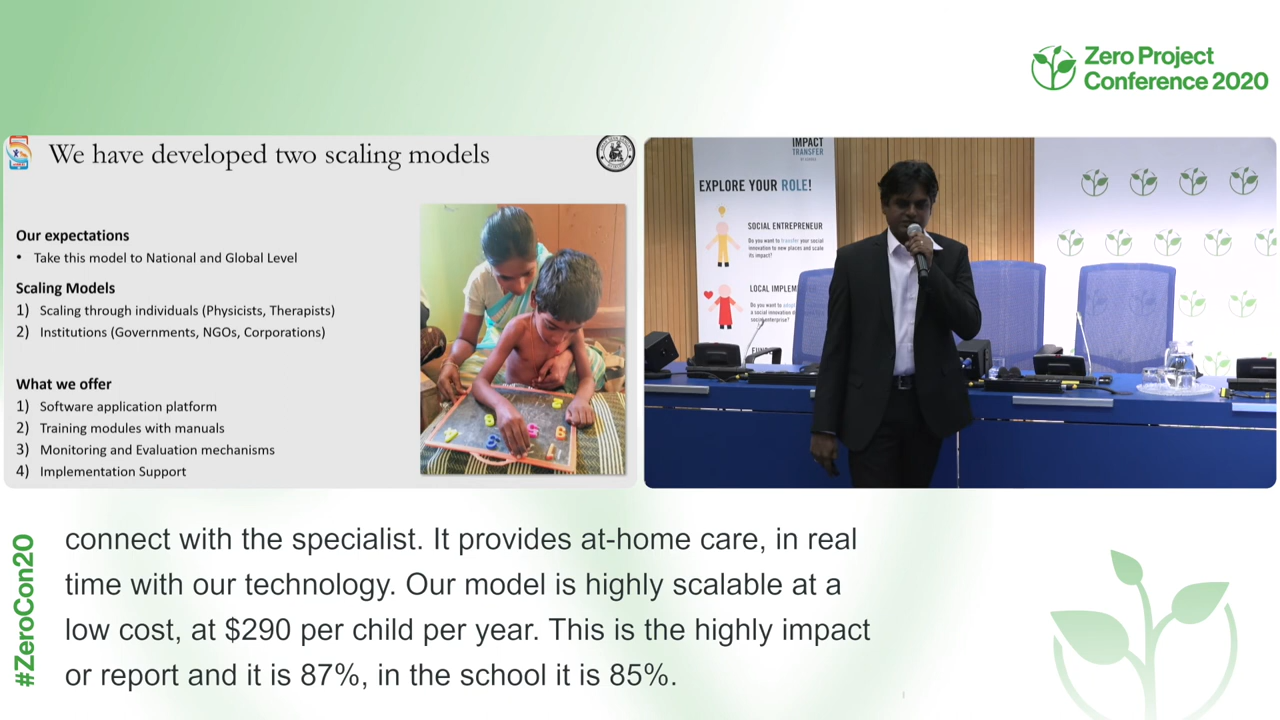 Zero Project
Conference 2020
We have developed two scaling models
Our expectations
• Take this model to National and Global Level
Scaling Models
1) Scaling through individuals (Physicists, Therapists)
2) Institutions (Governments, NGOs, Corporations)
What we offer
1) Software application platform
2) Training modules with manuals
3) Monitoring and Evaluation mechanisms
4) Implementation Support
IMPACT
TRANSFER
EXPLORE YOUR ROLE!
SOCIAL ENTREPRENEUR
Do you want to transfer your social
innovation to new places and scale
its impact?
LOCAL IMPLEM
Do you want to adopt
a social innovation
social enterprise?
#ZeroCon20
connect with the specialist. It provides at-home care, in real
time with our technology. Our model is highly scalable at a
low cost, at $290 per child per year. This is the highly impact
or report and it is 87%, in the school it is 85%.